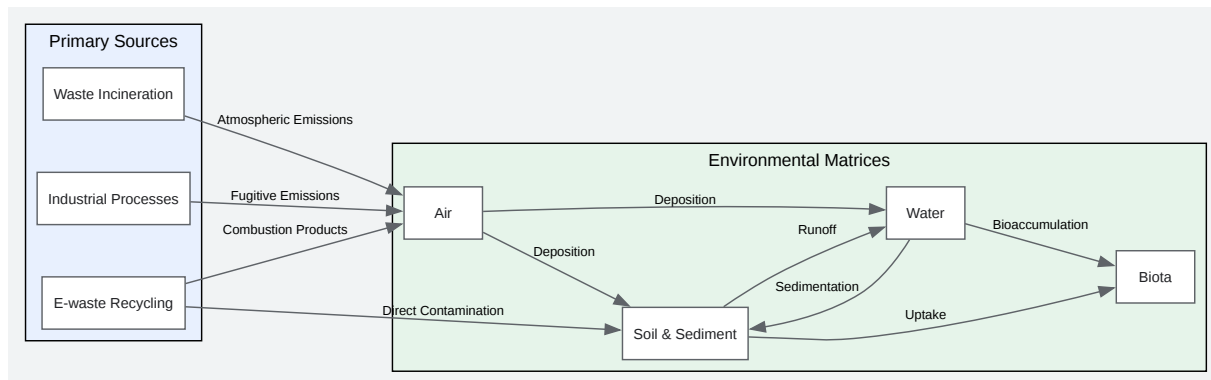 Primary Sources
Waste Incineration
Atmospheric Emissions
Environmental Matrices
Industrial Processes
Fugitive Emissions
Air
Deposition
Water
Combustion Products
Runoff
Bioaccumulation
Deposition
Biota
E-waste Recycling
Direct Contamination
Sedimentation
Soil & Sediment
Uptake